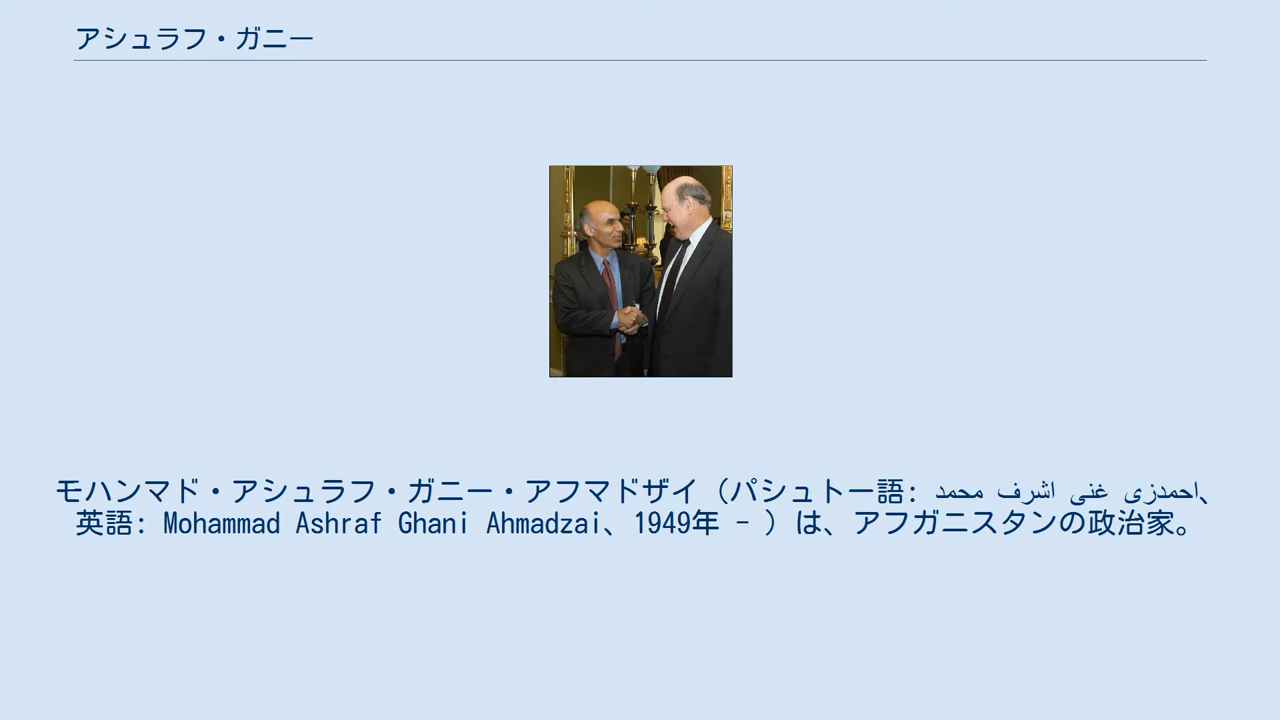 アシュラフ・ガニー
モハンマド・アシュラフ・ガニー・アフマドザイ（パシュトー語: احمدزی غنی اشرف محمد、
英語: Mohammad Ashraf Ghani Ahmadzai、1949年 - ）は、アフガニスタンの政治家。